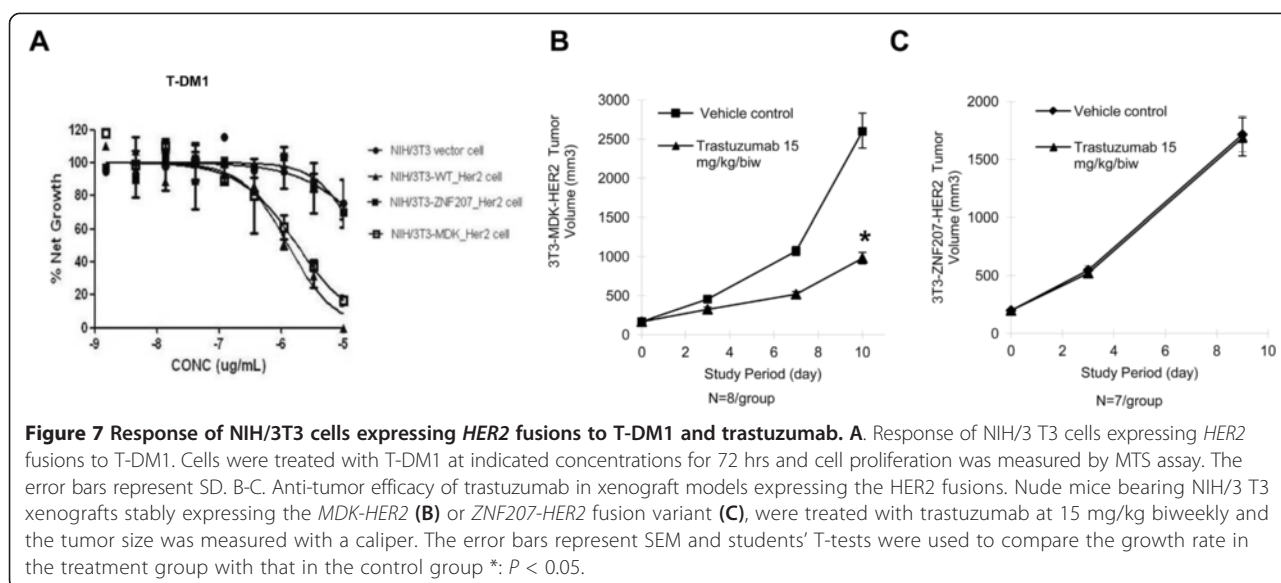 A
T-DM1
120
100
80
60
40
20
0
% Net Growth
-9
-8
-7
-6
-5
CONC (ug/mL)
NIH/3T3 vector cell
NIH/3T3-WT_Her2 cell
NIH/3T3-ZNF207_Her2 cell
NIH/3T3-MDK_Her2 cell
B
Vehicle control
Trastuzumab 15
mg/kg/biw
3000
2500
2000
1500
1000
500
0
3T3-MDK-HER2 Tumor
Volume (mm3)
*
0
2
4
6
8
10
Study Period (day)
N=8/group
C
Vehicle control
Trastuzumab 15
mg/kg/biw
2000
1500
1000
500
0
3T3-ZNF207-HER2 Tumor
Volume (mm3)
0
2
4
6
8
10
Study Period (day)
N=7/group
Figure 7 Response of NIH/3T3 cells expressing HER2 fusions to T-DM1 and trastuzumab. A. Response of NIH/3 T3 cells expressing HER2
fusions to T-DM1. Cells were treated with T-DM1 at indicated concentrations for 72 hrs and cell proliferation was measured by MTS assay. The
error bars represent SD. B-C. Anti-tumor efficacy of trastuzumab in xenograft models expressing the HER2 fusions. Nude mice bearing NIH/3 T3
xenografts stably expressing the MDK-HER2 (B) or ZNF207-HER2 fusion variant (C), were treated with trastuzumab at 15 mg/kg biweekly and
the tumor size was measured with a caliper. The error bars represent SEM and students' T-tests were used to compare the growth rate in
the treatment group with that in the control group *: P < 0.05.